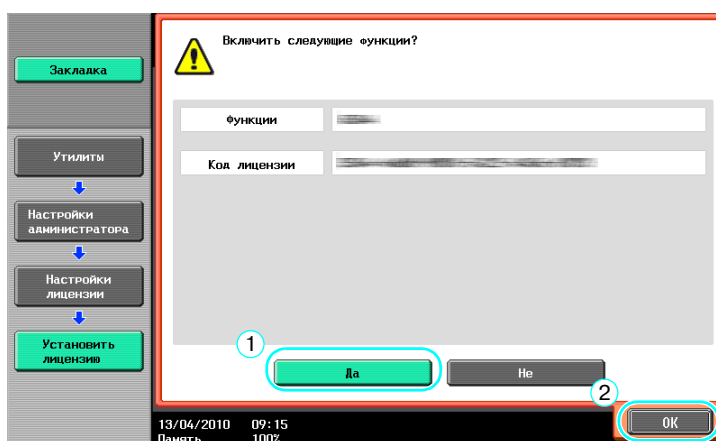 Включить следующие функции?
Закладка
Функции
Код лицензии
Утилиты
Настройки
администратора
Настройки
лицензии
Установить
лицензию
1
Да
Не
2
OK
13/04/2010 09:15
Память 100%